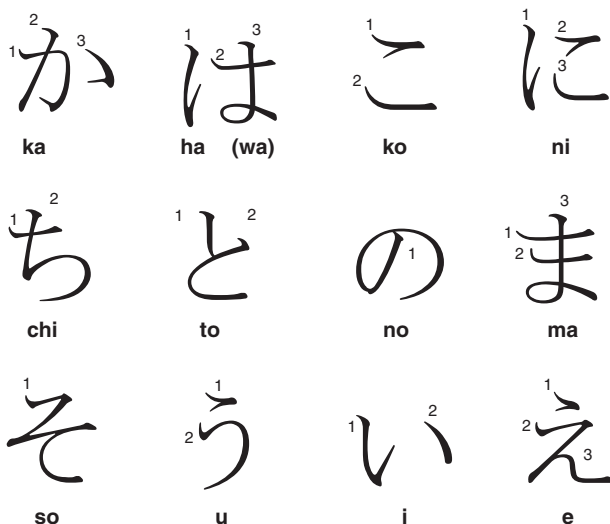 か は こ に
ka ha (wa) ko ni
ち と の ま
chi to no ma
そ う い え
so u i e